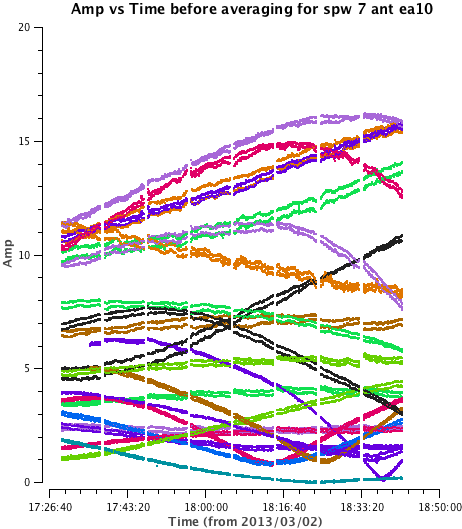 Amp vs Time before averaging for spw 7 ant ea10
20
15
10
5
0
Amp
17:26:40 17:43:20 18:00:00 18:16:40 18:33:20 18:50:00
Time (from 2013/03/02)